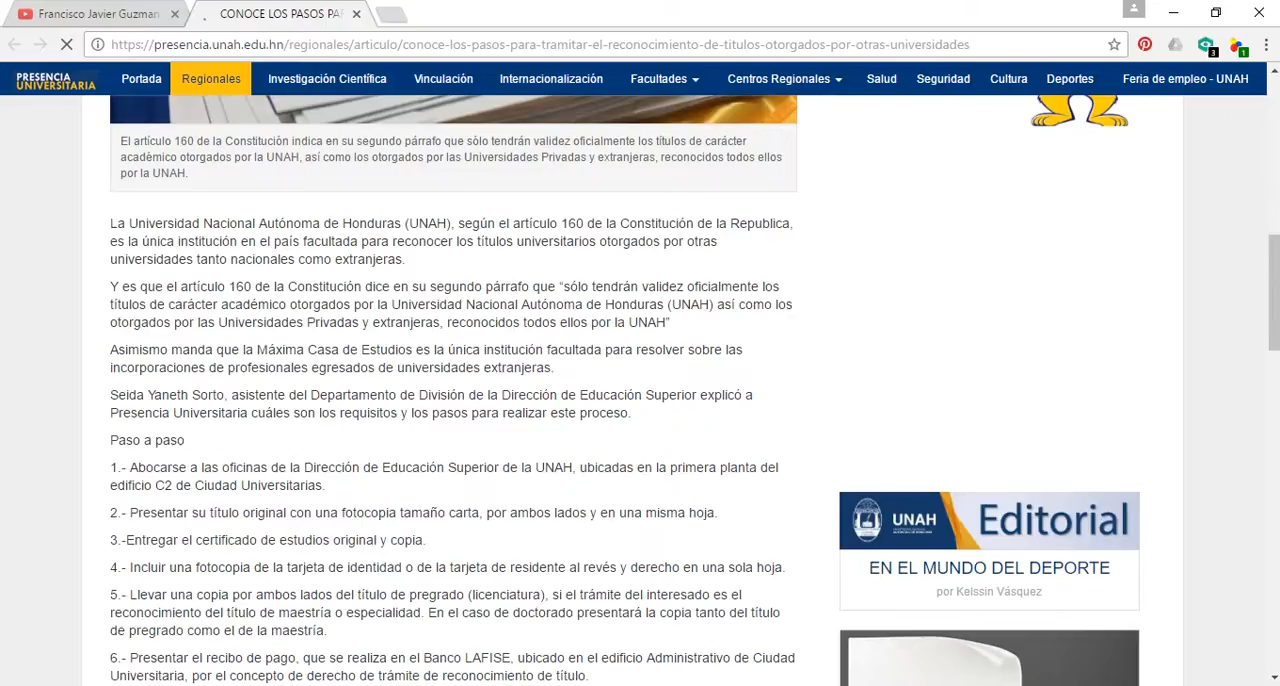 Francisco Javier Guzman
CONOCE LOS PASOS PAR
https://presencia.unah.edu.hn/regionales/articulo/conoce-los-pasos-para-tramitar-el-reconocimiento-de-titulos-otorgados-por-otras-universidades
3
1
PRESENCIA
UNIVERSITARIA
Portada Regionales Investigación Científica Vinculación Internacionalización Facultades Centros Regionales Salud Seguridad Cultura Deportes Feria de empleo - UNAH
El artículo 160 de la Constitución indica en su segundo párrafo que sólo tendrán validez oficialmente los títulos de carácter
académico otorgados por la UNAH, así como los otorgados por las Universidades Privadas y extranjeras, reconocidos todos ellos
por la UNAH.
La Universidad Nacional Autónoma de Honduras (UNAH), según el artículo 160 de la Constitución de la Republica,
es la única institución en el país facultada para reconocer los títulos universitarios otorgados por otras
universidades tanto nacionales como extranjeras.
Y es que el artículo 160 de la Constitución dice en su segundo párrafo que “sólo tendrán validez oficialmente los
títulos de carácter académico otorgados por la Universidad Nacional Autónoma de Honduras (UNAH) así como los
otorgados por las Universidades Privadas y extranjeras, reconocidos todos ellos por la UNAH”
Asimismo manda que la Máxima Casa de Estudios es la única institución facultada para resolver sobre las
incorporaciones de profesionales egresados de universidades extranjeras.
Seida Yaneth Sorto, asistente del Departamento de División de la Dirección de Educación Superior explicó a
Presencia Universitaria cuáles son los requisitos y los pasos para realizar este proceso.
Paso a paso
1.- Abocarse a las oficinas de la Dirección de Educación Superior de la UNAH, ubicadas en la primera planta del
edificio C2 de Ciudad Universitarias.
2.- Presentar su título original con una fotocopia tamaño carta, por ambos lados y en una misma hoja.
3.-Entregar el certificado de estudios original y copia.
4.- Incluir una fotocopia de la tarjeta de identidad o de la tarjeta de residente al revés y derecho en una sola hoja.
5.- Llevar una copia por ambos lados del título de pregrado (licenciatura), si el trámite del interesado es el
reconocimiento del título de maestría o especialidad. En el caso de doctorado presentará la copia tanto del título
de pregrado como el de la maestría.
6.- Presentar el recibo de pago, que se realiza en el Banco LAFISE, ubicado en el edificio Administrativo de Ciudad
Universitaria, por el concepto de derecho de trámite de reconocimiento de título.
UNAH
Editorial
EN EL MUNDO DEL DEPORTE
por Kelssin Vásquez